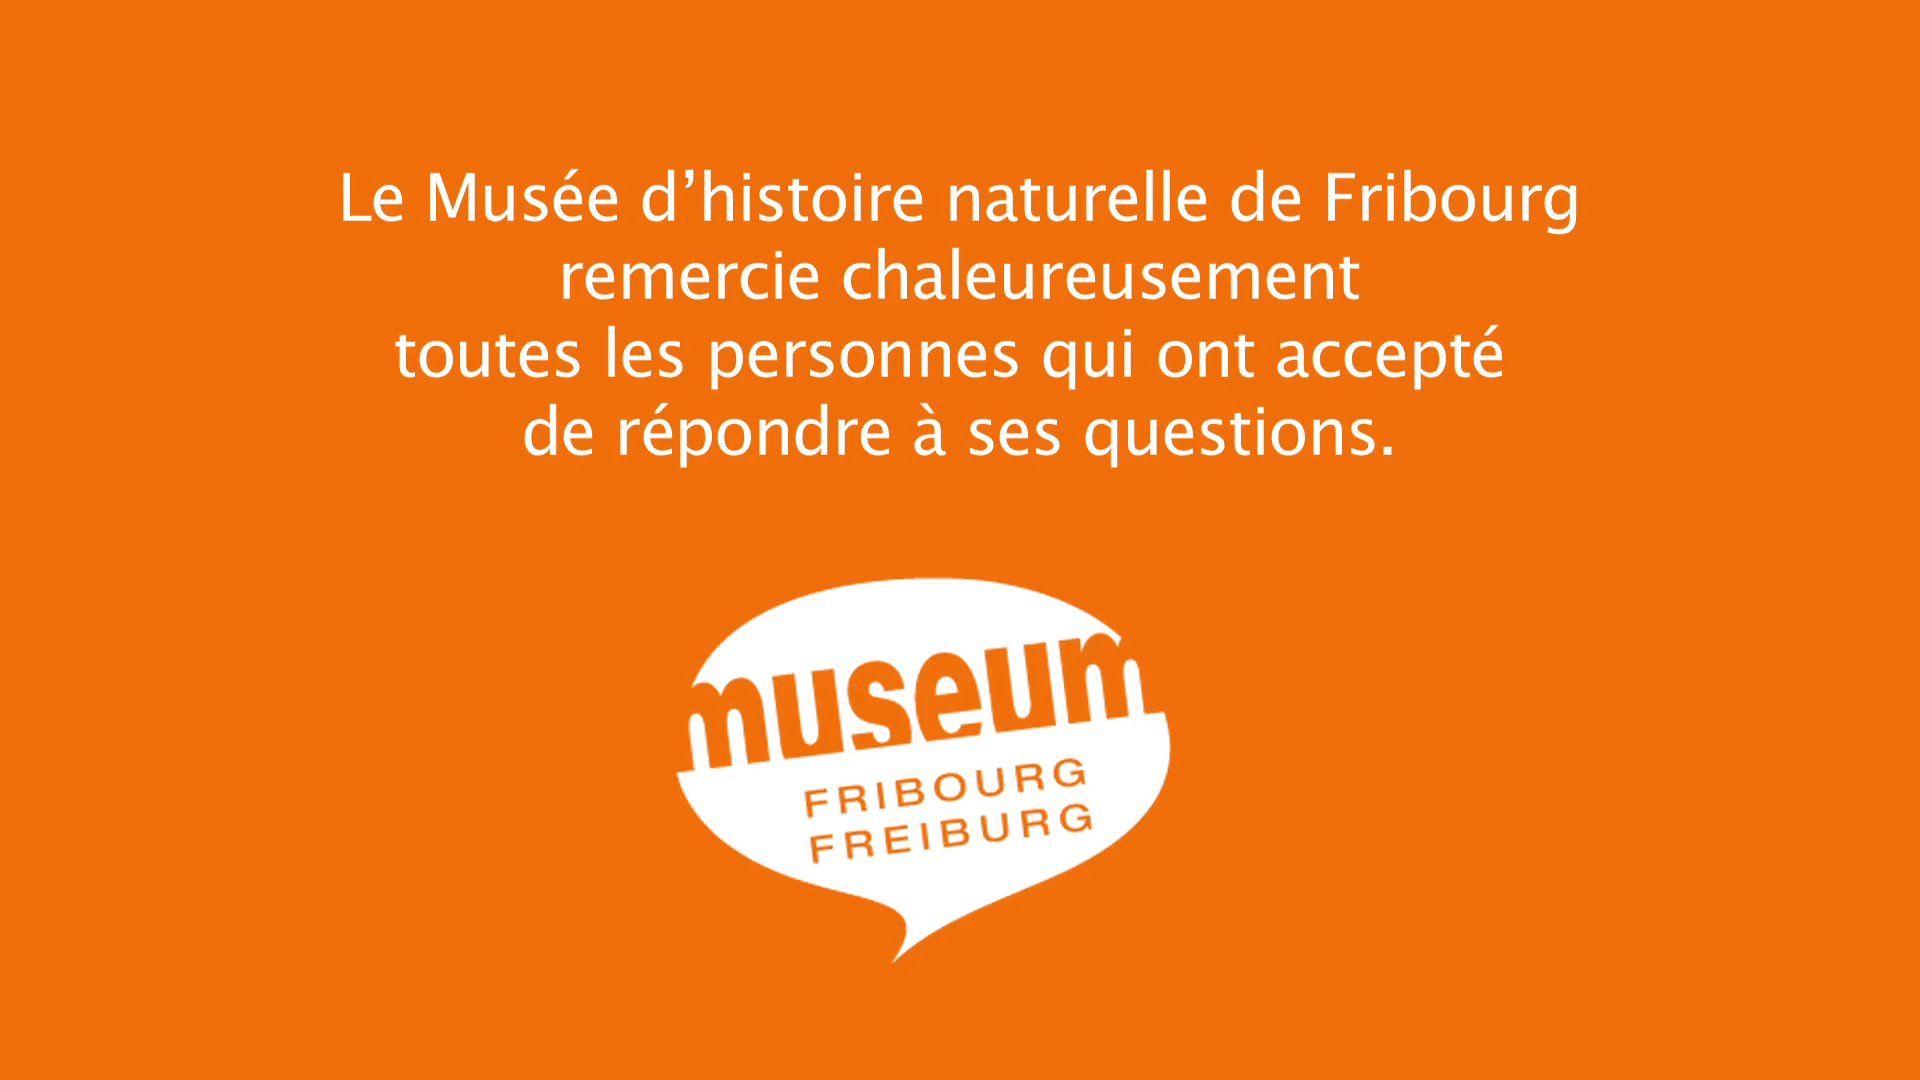 Le Musée d’histoire naturelle de Fribourg
remercie chaleureusement
toutes les personnes qui ont accepté
de répondre à ses questions.
museum
FRIBOURG
FREIBURG